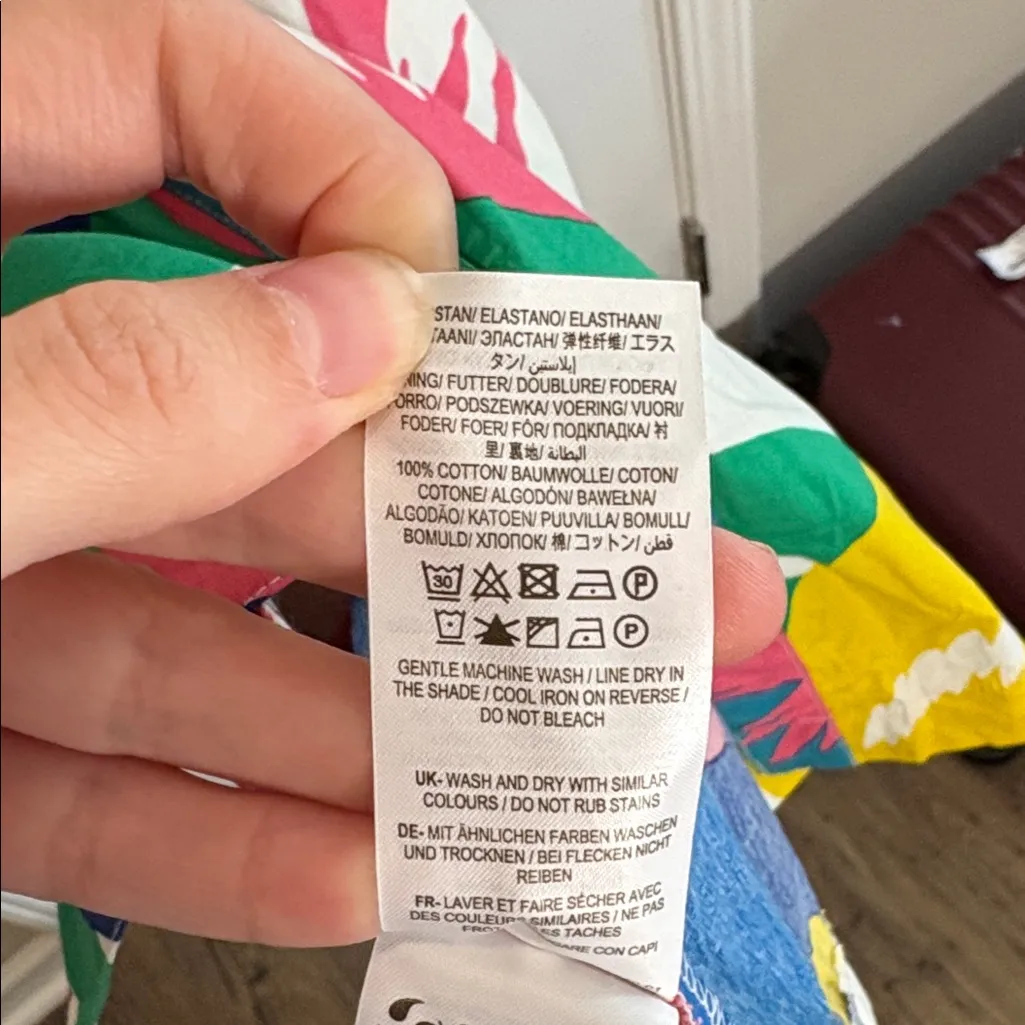 STAN/ ELASTANO/ ELASTHAAN/
TAANI/ ЭЛАСТАН/ 弹性纤维/ エラス
タン/ إيلاستين/
NING/ FUTTER/ DOUBLURE/ FODERA/
FORRO/ PODSZEWKA/ VOERING/ VUORI/
FODER/ FOER/ FÔR/ ПОДКЛАДКА/ 衬
里/ 裏地/ البطانة/
100% COTTON/ BAUMWOLLE/ COTON/
COTONE/ ALGODÓN/ BAWEŁNA/
ALGODÃO/ KATOEN/ PUUVILLA/ BOMULL/
BOMULD/ ХЛОПОК/ 棉/ コットン/ قطن/
30 P
P
GENTLE MACHINE WASH / LINE DRY IN
THE SHADE / COOL IRON ON REVERSE /
DO NOT BLEACH
UK- WASH AND DRY WITH SIMILAR
COLOURS / DO NOT RUB STAINS
DE- MIT ÄHNLICHEN FARBEN WASCHEN
UND TROCKNEN / BEI FLECKEN NICHT
REIBEN
FR- LAVER ET FAIRE SÉCHER AVEC
DES COULEURS SIMILAIRES / NE PAS
ES TACHES
CON CAPI